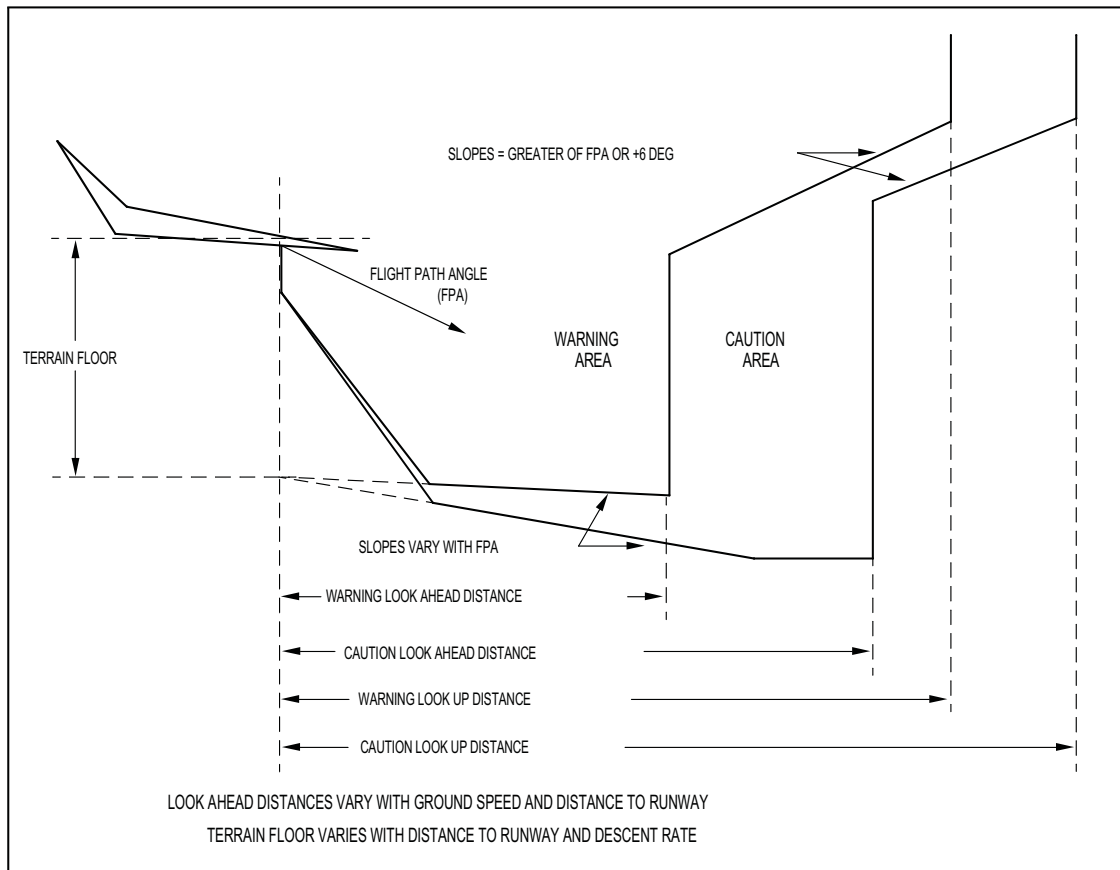 SLOPES = GREATER OF FPA OR +6 DEG
FLIGHT PATH ANGLE
(FPA)
WARNING
AREA
CAUTION
AREA
TERRAIN FLOOR
SLOPES VARY WITH FPA
WARNING LOOK AHEAD DISTANCE
CAUTION LOOK AHEAD DISTANCE
WARNING LOOK UP DISTANCE
CAUTION LOOK UP DISTANCE
LOOK AHEAD DISTANCES VARY WITH GROUND SPEED AND DISTANCE TO RUNWAY
TERRAIN FLOOR VARIES WITH DISTANCE TO RUNWAY AND DESCENT RATE